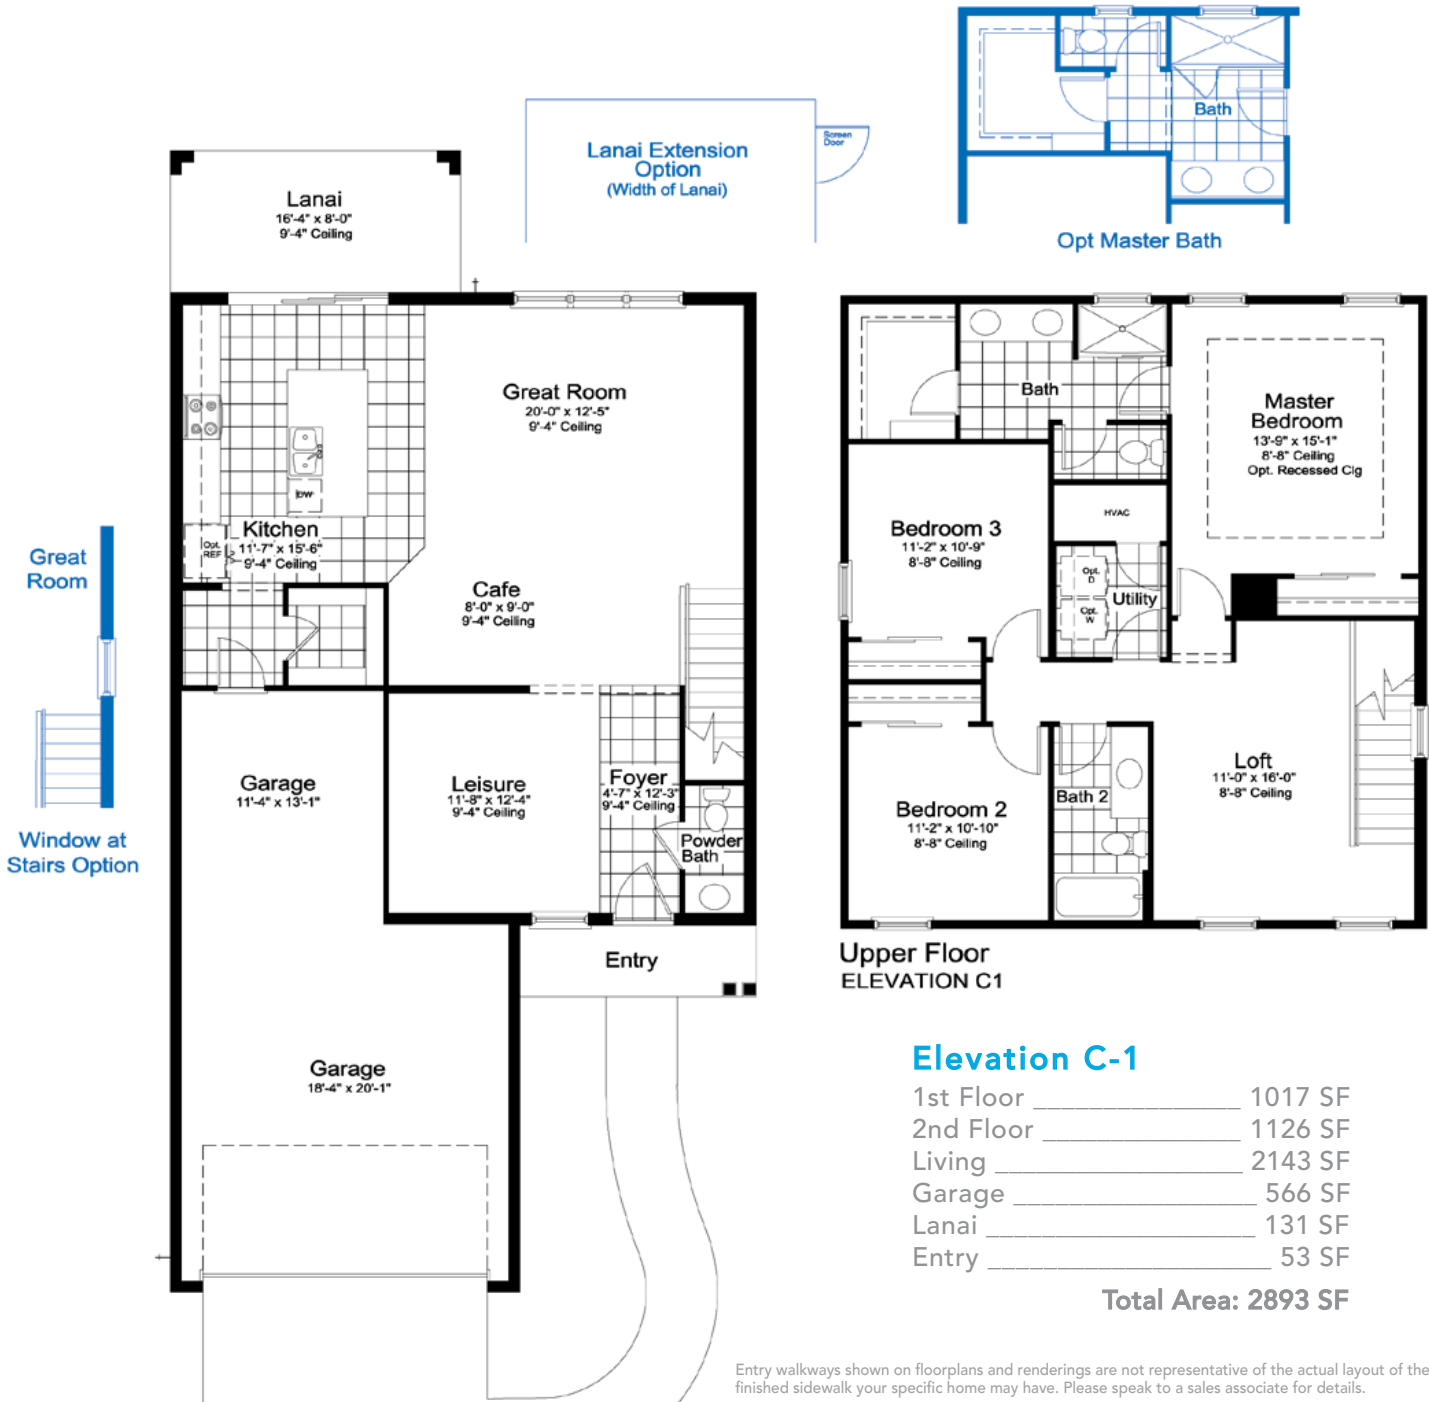 Bath
Opt Master Bath
Lanai Extension
Option
(Width of Lanai)
Screen
Door
Lanai
16'-4" x 8'-0"
9'-4" Ceiling
Great Room
20'-0" x 12'-5"
9'-4" Ceiling
DW
Kitchen
11'-7" x 15'-6"
9'-4" Ceiling
Opt.
REF
Cafe
8'-0" x 9'-0"
9'-4" Ceiling
Great
Room
Window at
Stairs Option
Garage
11'-4" x 13'-1"
Leisure
11'-8" x 12'-4"
9'-4" Ceiling
Foyer
4'-7" x 12'-3"
9'-4" Ceiling
Powder
Bath
Entry
Garage
18'-4" x 20'-1"
Bath
Master
Bedroom
13'-9" x 15'-1"
8'-8" Ceiling
Opt. Recessed Clg
Bedroom 3
11'-2" x 10'-9"
8'-8" Ceiling
HVAC
Opt.
D
Opt.
W
Utility
Loft
11'-0" x 16'-0"
8'-8" Ceiling
Bath 2
Bedroom 2
11'-2" x 10'-10"
8'-8" Ceiling
Upper Floor
ELEVATION C1
Elevation C-1
1st Floor 1017 SF
2nd Floor 1126 SF
Living 2143 SF
Garage 566 SF
Lanai 131 SF
Entry 53 SF
Total Area: 2893 SF
Entry walkways shown on floorplans and renderings are not representative of the actual layout of the
finished sidewalk your specific home may have. Please speak to a sales associate for details.